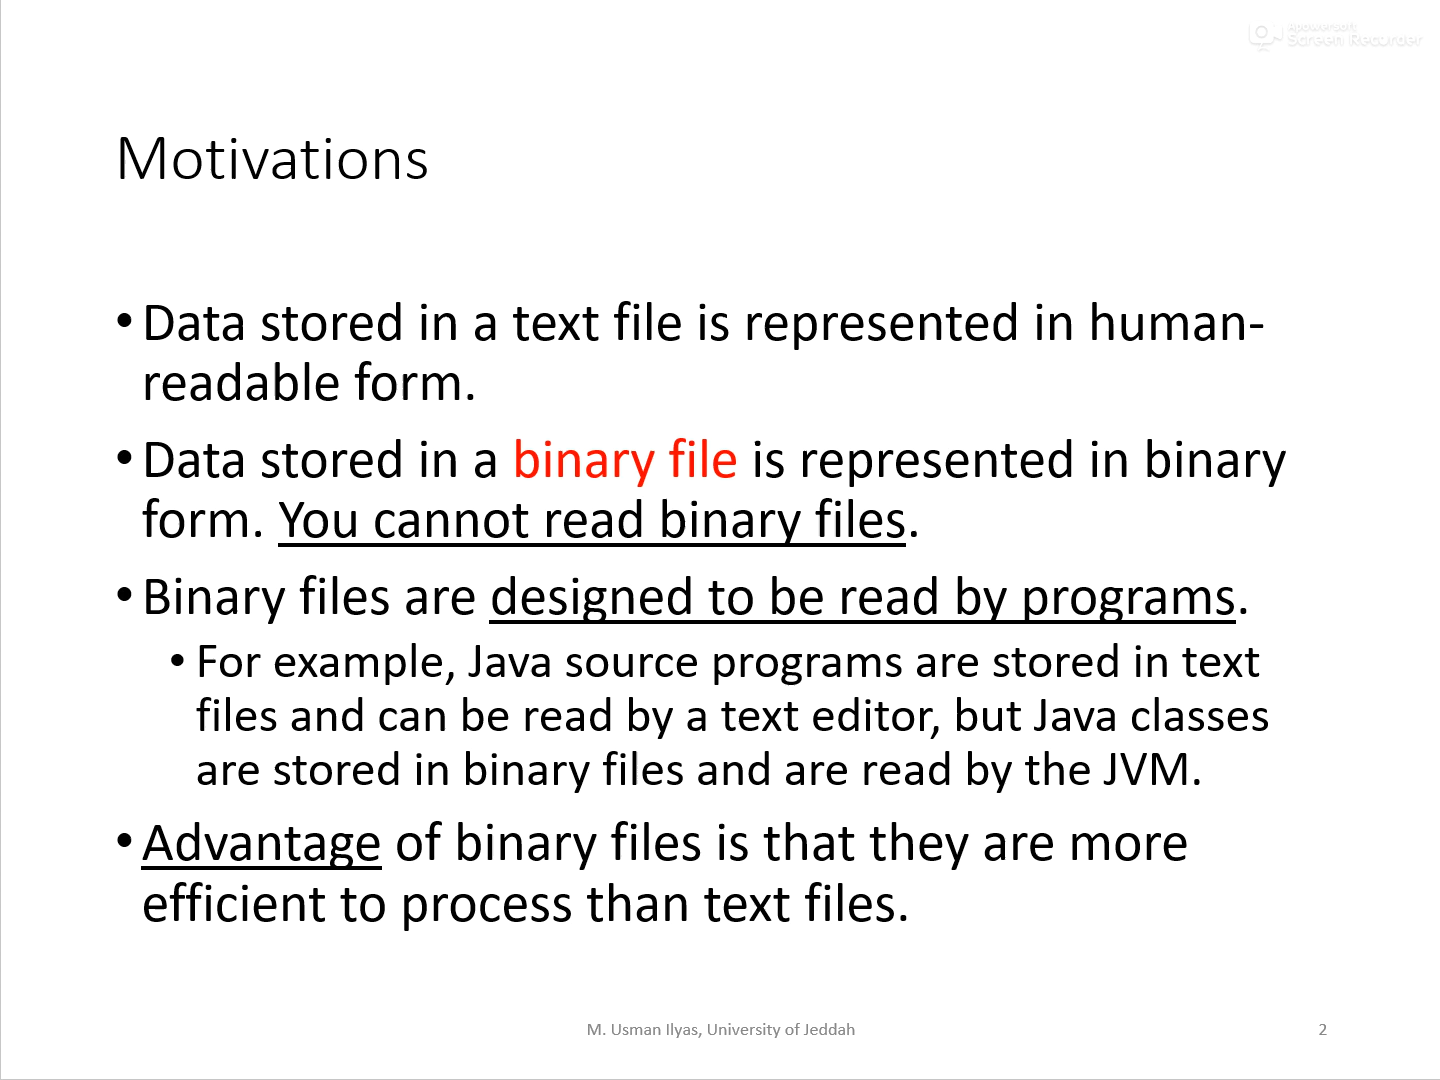 Apowersoft
Screen Recorder
Motivations
• Data stored in a text file is represented in human-
readable form.
• Data stored in a binary file is represented in binary
form. You cannot read binary files.
• Binary files are designed to be read by programs.
• For example, Java source programs are stored in text
files and can be read by a text editor, but Java classes
are stored in binary files and are read by the JVM.
• Advantage of binary files is that they are more
efficient to process than text files.
M. Usman Ilyas, University of Jeddah
2